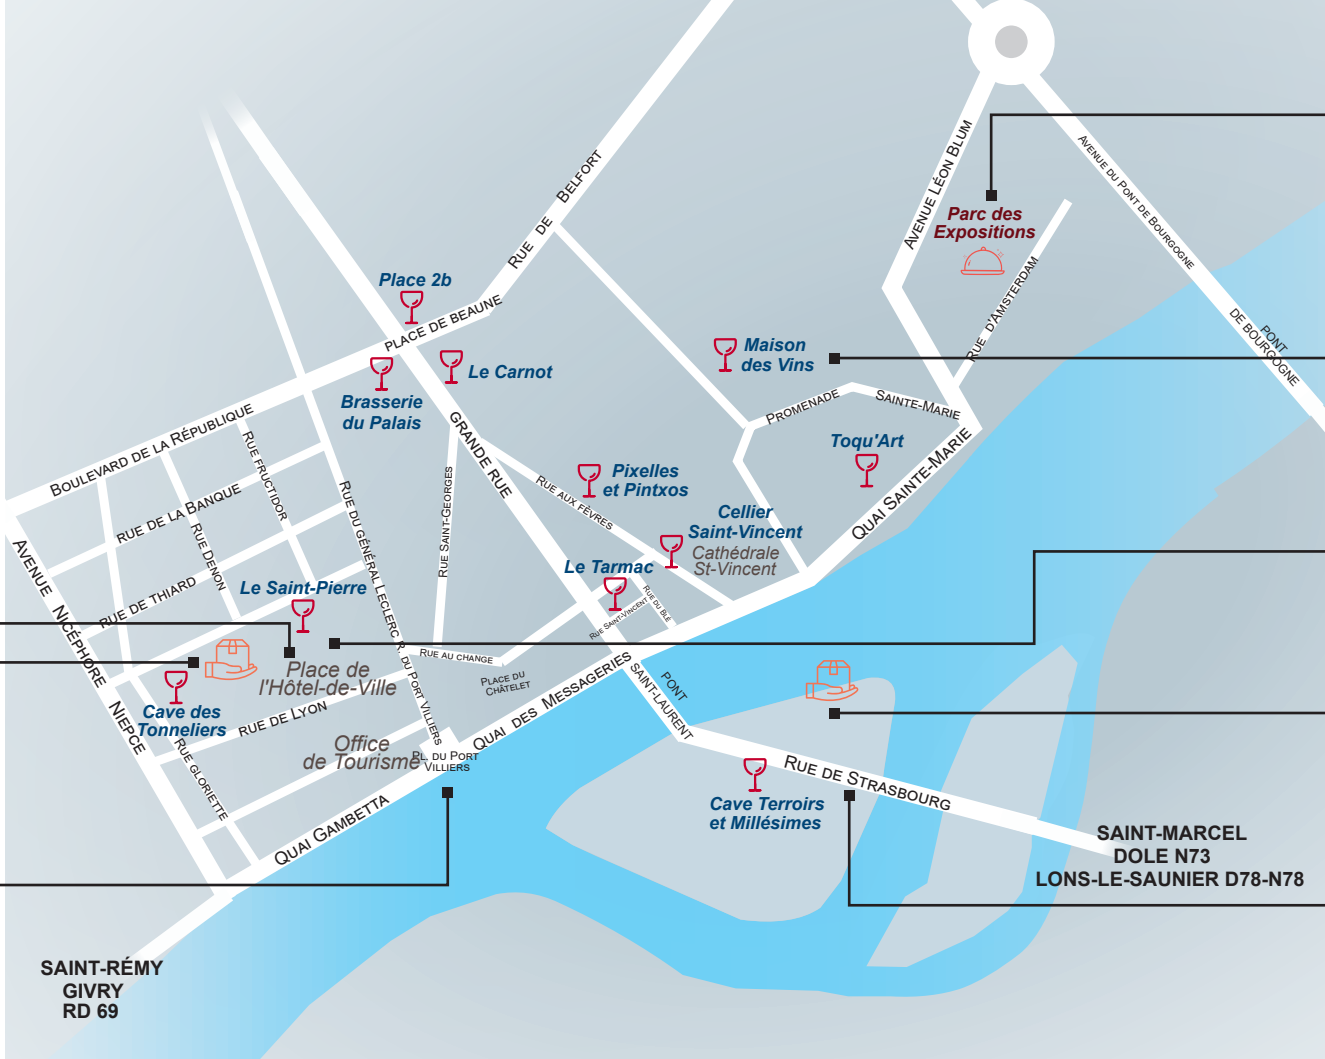 RUE DE BELFORT
AVENUE LÉON BLUM
AVENUE DU PONT DE BOURGOGNE
Parc des
Expositions
RUE D'AMSTERDAM
PONT
DE BOURGOGNE
Place 2b
PLACE DE BEAUNE
Le Carnot
Brasserie
du Palais
Maison
des Vins
PROMENADE
SAINTE-MARIE
BOULEVARD DE LA RÉPUBLIQUE
RUE FRUCTIDOR
GRANDE RUE
Toqu'Art
QUAI SAINTE-MARIE
Pixelles
et Pintxos
RUE AUX FÈVRES
RUE DE LA BANQUE
RUE DENON
RUE DU GÉNÉRAL LECLERC
RUE SAINT-GEORGES
Cellier
Saint-Vincent
Cathédrale
St-Vincent
AVENUE NICÉPHORE NIEPCE
RUE DE THIARD
Le Saint-Pierre
Le Tarmac
RUE DU BLÉ
RUE SAINT-VINCENT
Place de
l'Hôtel-de-Ville
R. DU PORT VILLIERS
RUE AU CHANGE
PLACE DU
CHÂTELET
PONT
SAINT-LAURENT
Cave des
Tonneliers
RUE DE LYON
RUE GLORIETTE
Office
de Tourisme
PL. DU PORT
VILLIERS
QUAI DES MESSAGERIES
QUAI GAMBETTA
RUE DE STRASBOURG
Cave Terroirs
et Millésimes
SAINT-MARCEL
DOLE N73
LONS-LE-SAUNIER D78-N78
SAINT-RÉMY
GIVRY
RD 69